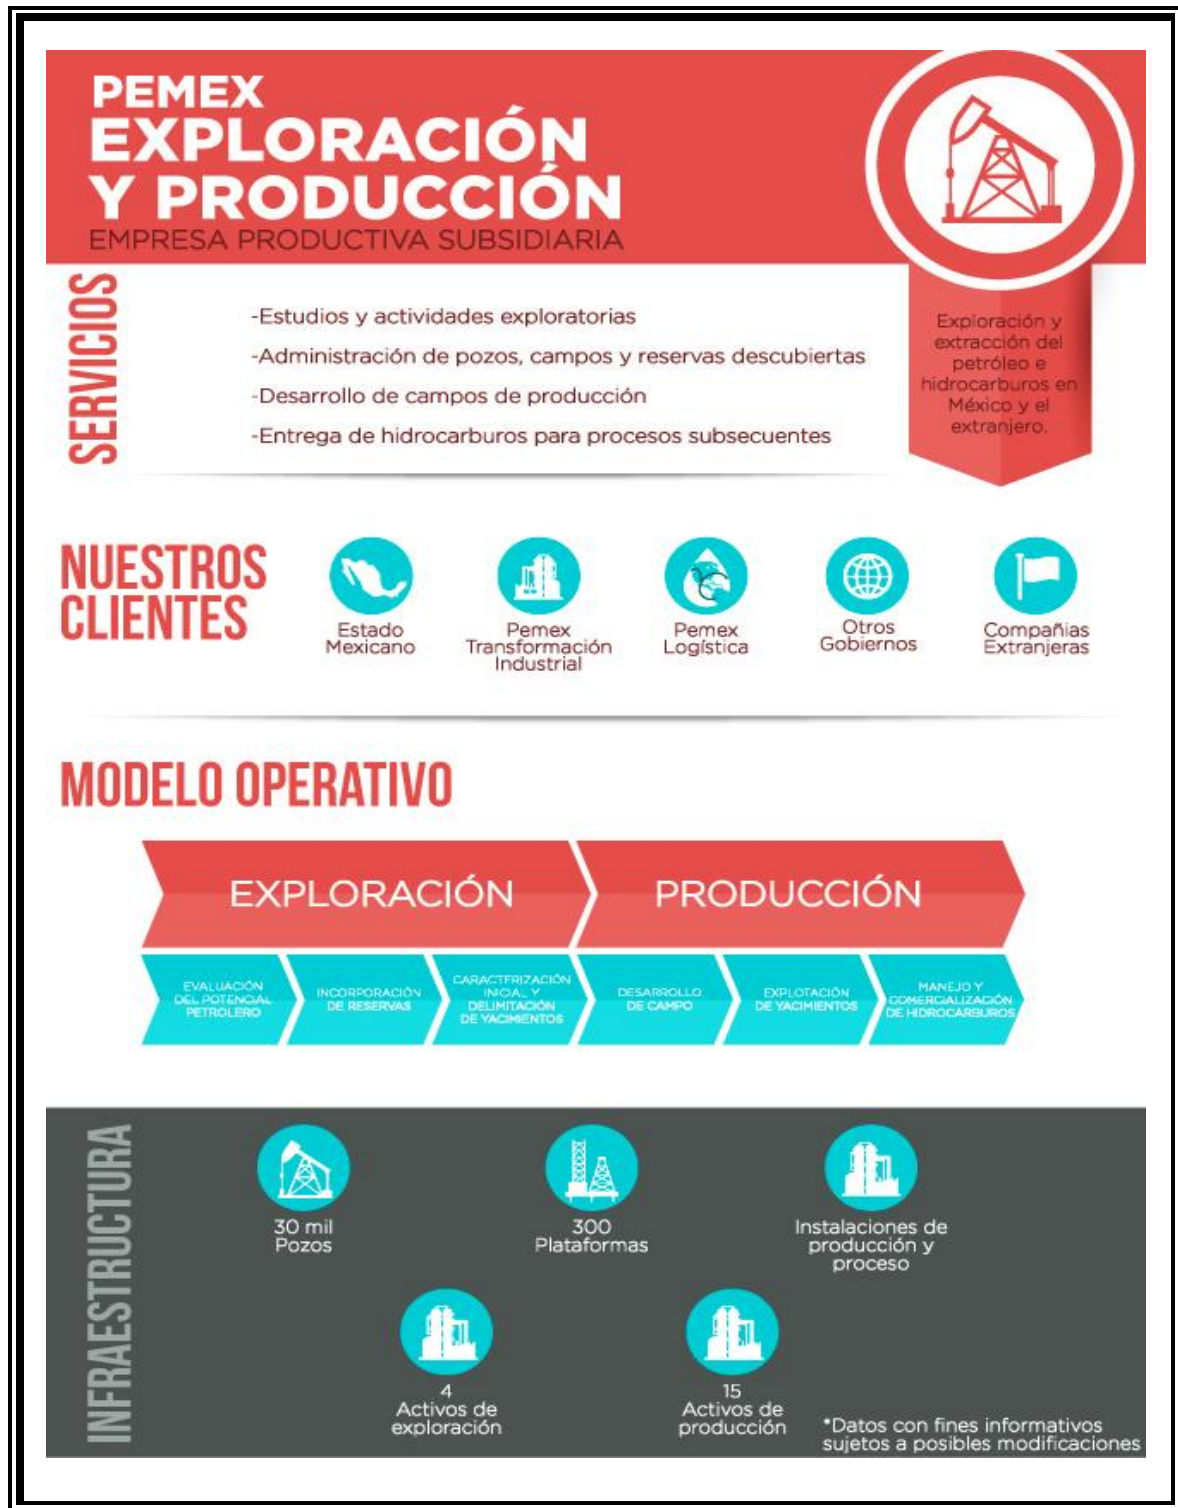 PEMEX
EXPLORACIÓN
Y PRODUCCIÓN
EMPRESA PRODUCTIVA SUBSIDIARIA
Exploración y
extracción del
petróleo e
hidrocarburos en
México y el
extranjero.
SERVICIOS
-Estudios y actividades exploratorias
-Administración de pozos, campos y reservas descubiertas
-Desarrollo de campos de producción
-Entrega de hidrocarburos para procesos subsecuentes
NUESTROS
CLIENTES
Estado
Mexicano
Pemex
Transformación
Industrial
Pemex
Logística
Otros
Gobiernos
Compañias
Extranjeras
MODELO OPERATIVO
EXPLORACIÓN
PRODUCCIÓN
EVALUACIÓN
DEL POTENCIAL
PETROLERO
INCORPORACIÓN
DE RESERVAS
CARACTERIZACIÓN
INICIAL Y
DELIMITACIÓN
DE YACIMIENTOS
DESARROLLO
DE CAMPO
EXPLOTACIÓN
DE YACIMIENTOS
MANEJO Y
COMERCIALIZACIÓN
DE HIDROCARBUROS
INFRAESTRUCTURA
30 mil
Pozos
300
Plataformas
Instalaciones de
producción y
proceso
4
Activos de
exploración
15
Activos de
producción
*Datos con fines informativos
sujetos a posibles modificaciones